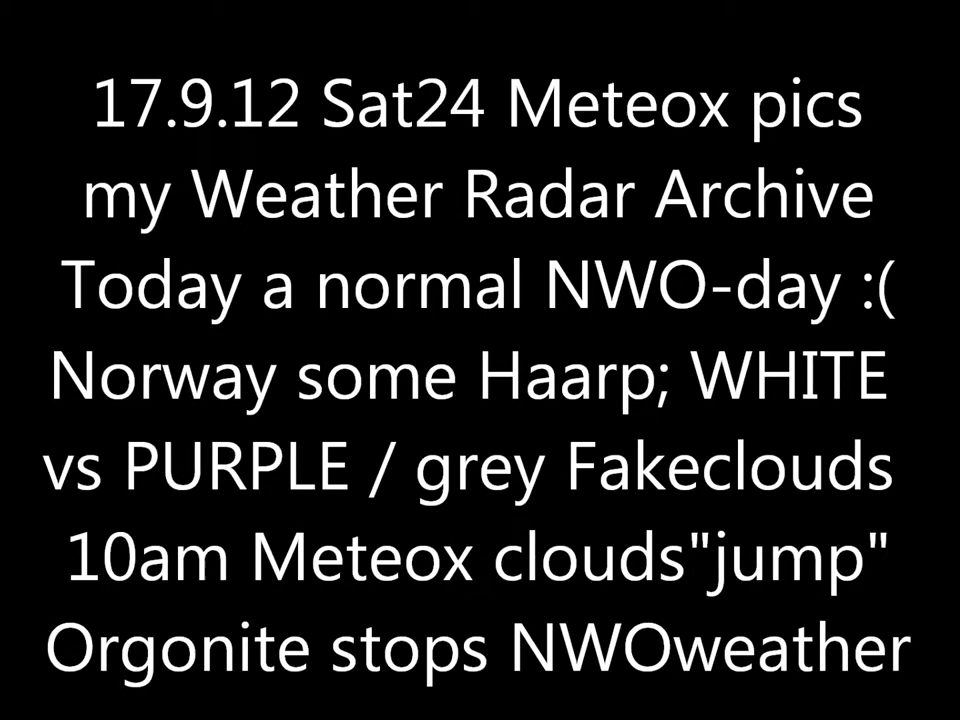 17.9.12 Sat24 Meteox pics
my Weather Radar Archive
Today a normal NWO-day :(
Norway some Haarp; WHITE
vs PURPLE / grey Fakeclouds
10am Meteox clouds"jump"
Orgonite stops NWOweather